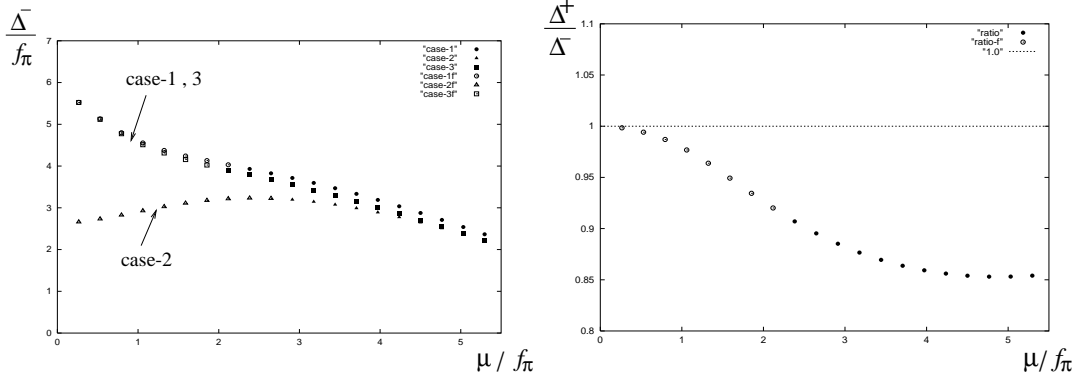 Δ⁻
f_π
7
6
5
4
3
2
1
0
0 1 2 3 4 5
μ / f_π
"case-1"
"case-2"
"case-3"
"case-1f"
"case-2f"
"case-3f"
case-1 , 3
case-2
Δ⁺
Δ⁻
1.1
1.05
1
0.95
0.9
0.85
0.8
0 1 2 3 4 5
μ / f_π
"ratio"
"ratio-f"
"1.0"